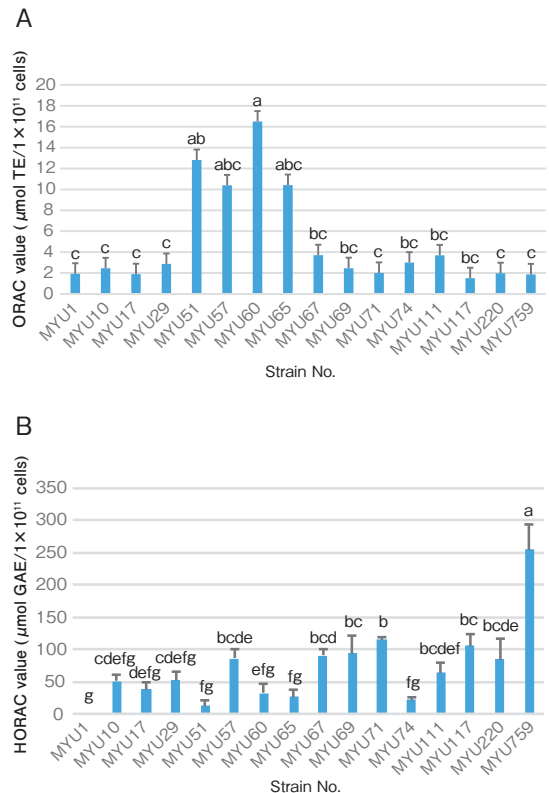 A
ORAC value ( μmol TE/1×10¹¹ cells)
20
18
16
14
12
10
8
6
4
2
0
c c c c ab abc a abc bc bc c bc bc bc c c
MYU1 MYU10 MYU17 MYU29 MYU51 MYU57 MYU60 MYU65 MYU67 MYU69 MYU71 MYU74 MYU111 MYU117 MYU220 MYU759
Strain No.
B
HORAC value ( μmol GAE/1×10¹¹ cells)
350
300
250
200
150
100
50
0
g cdefg defg cdefg fg bcde efg fg bcd bc b fg bcdef bc bcde a
MYU1 MYU10 MYU17 MYU29 MYU51 MYU57 MYU60 MYU65 MYU67 MYU69 MYU71 MYU74 MYU111 MYU117 MYU220 MYU759
Strain No.